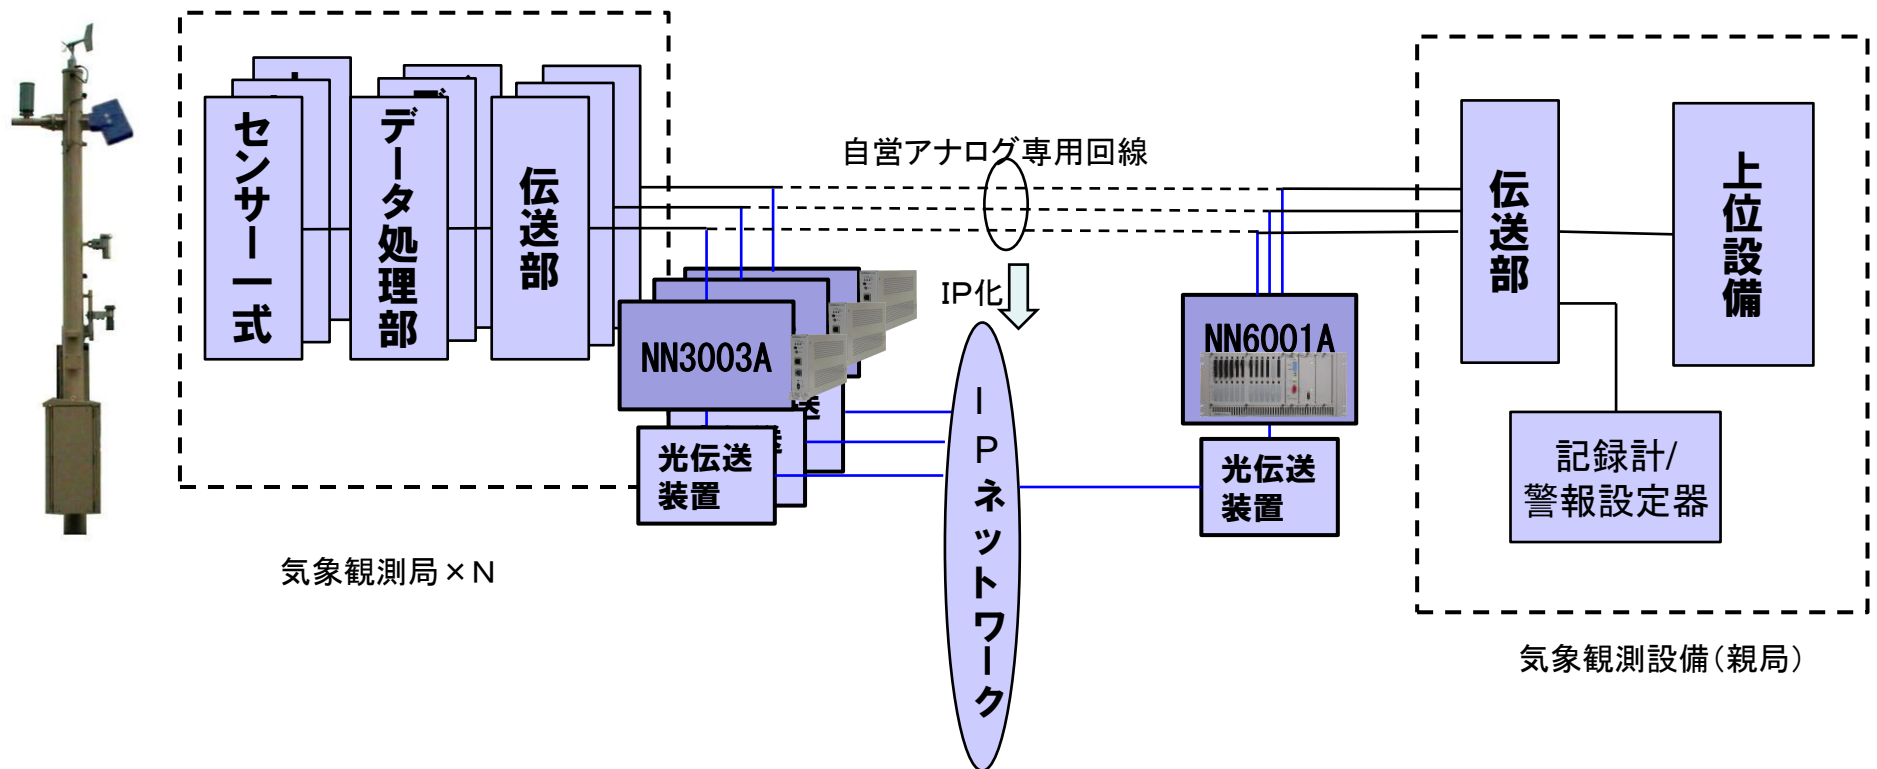 センサー一式
データ処理部
伝送部
自営アナログ専用回線
IP化
NN3003A
光伝送
装置
IPネットワーク
NN6001A
光伝送
装置
伝送部
上位設備
記録計/
警報設定器
気象観測局×N
気象観測設備(親局)